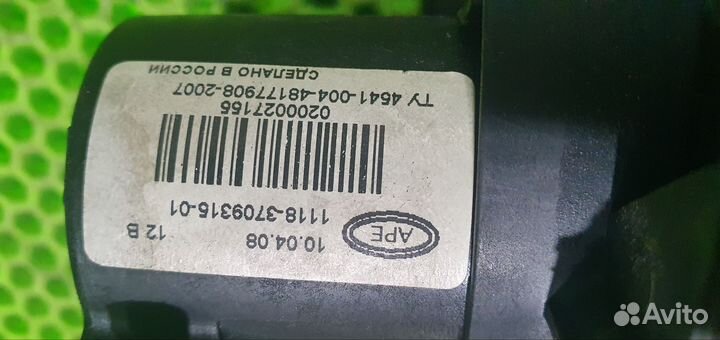 APE
10.04.08
12 В
1118-3709315-01
0200027155
ТУ 4541-004-48177908-2007
СДЕЛАНО В РОССИИ
Avito